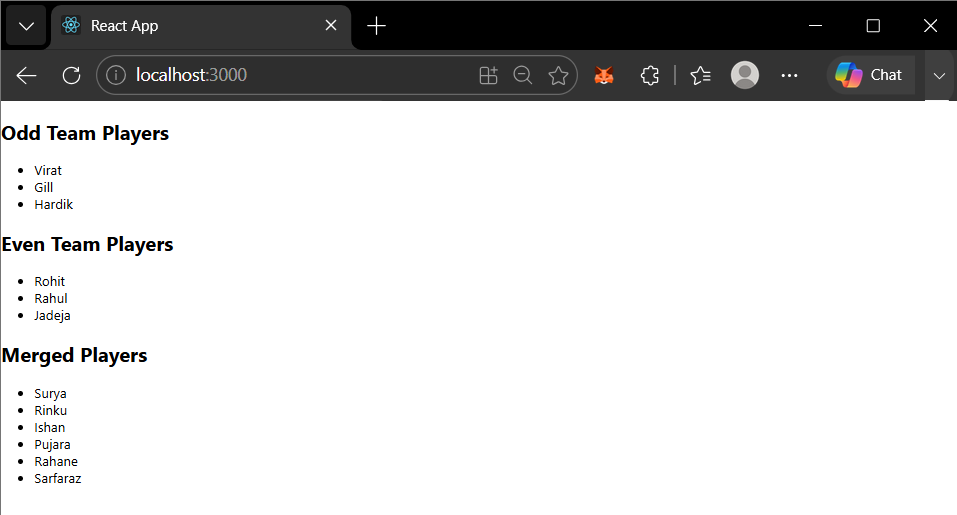 React App
localhost:3000
Chat
Odd Team Players
Virat
Gill
Hardik
Even Team Players
Rohit
Rahul
Jadeja
Merged Players
Surya
Rinku
Ishan
Pujara
Rahane
Sarfaraz